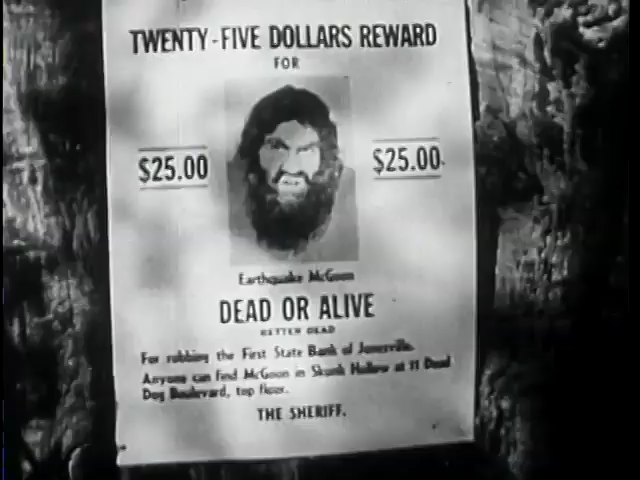 TWENTY-FIVE DOLLARS REWARD
FOR
$25.00 $25.00
Earthquake McGoon
DEAD OR ALIVE
BETTER DEAD
For robbing the First State Bank of Jonesville.
Anyone can find McGoon in Skunk Hollow at 11 Dead
Dog Boulevard, top floor.
THE SHERIFF.